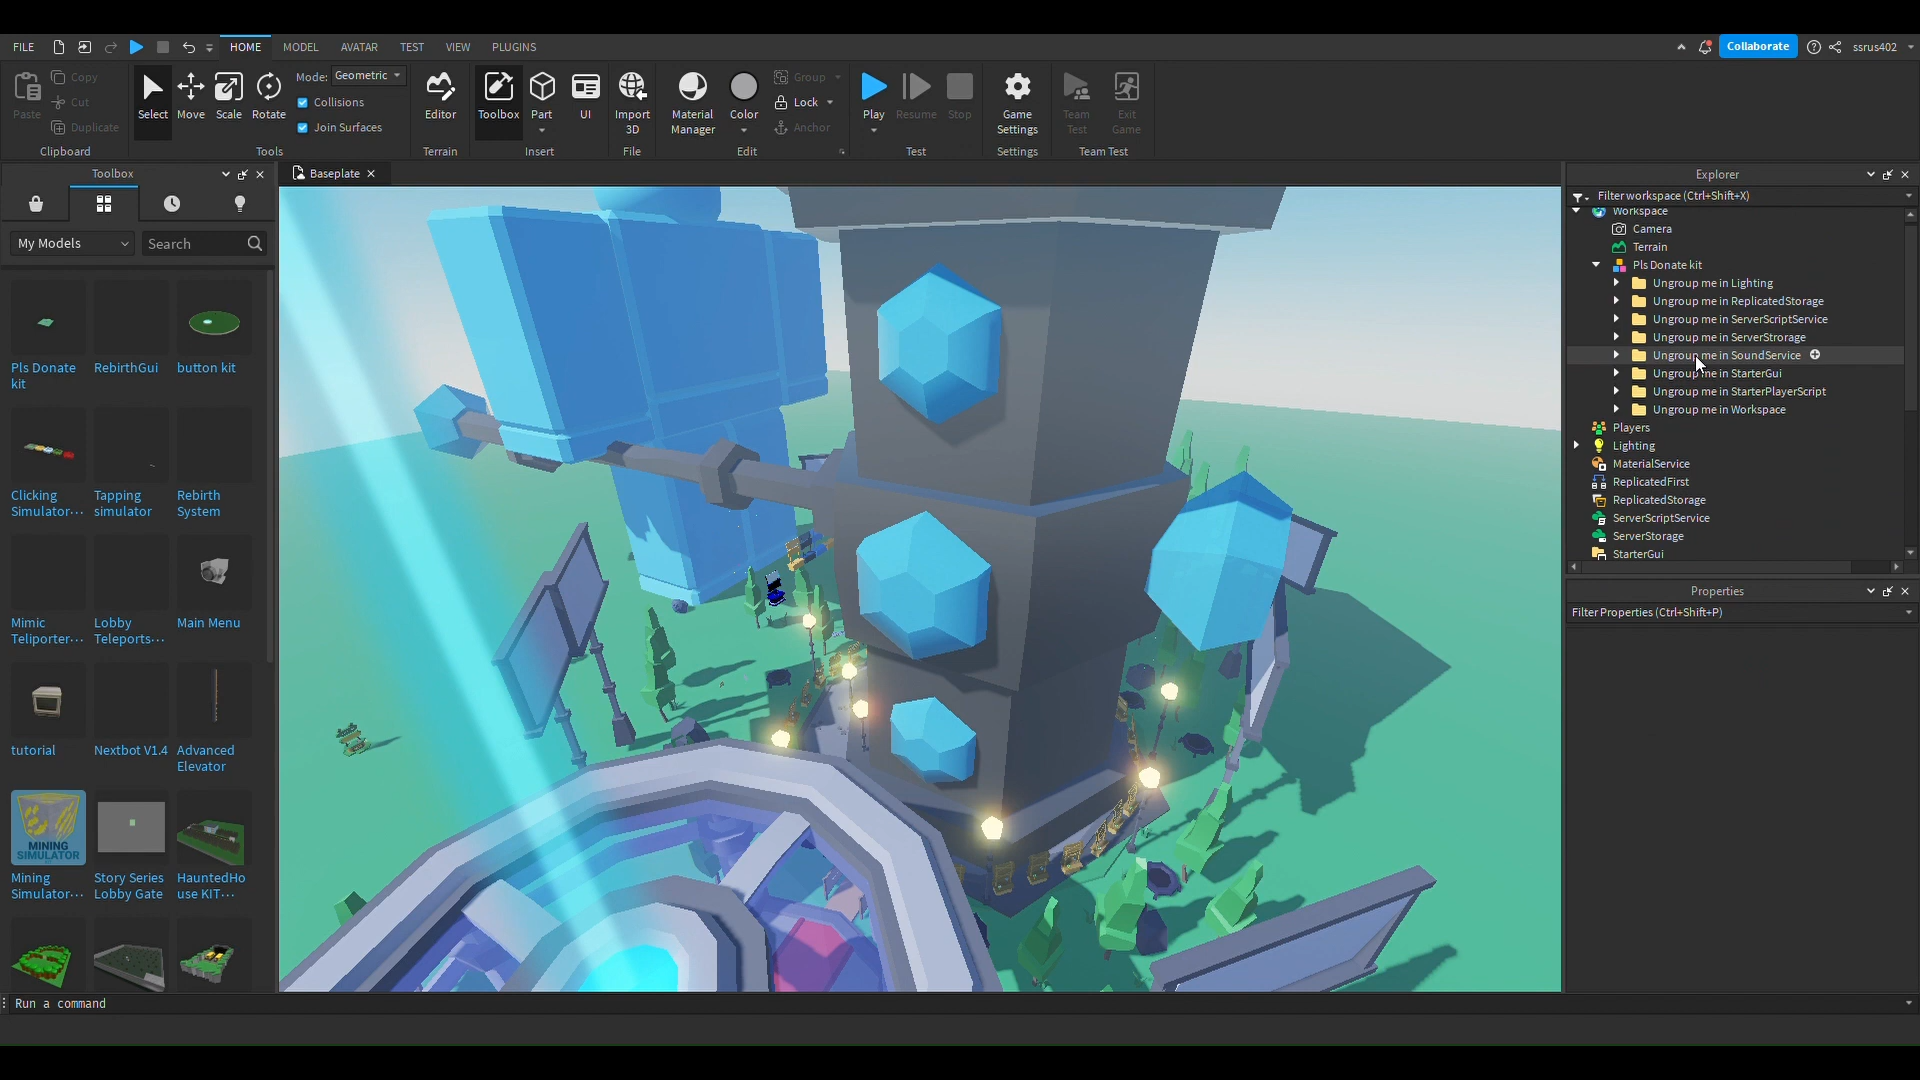 FILE
HOME
MODEL
AVATAR
TEST
VIEW
PLUGINS
Collaborate
ssrus402
Paste
Copy
Cut
Duplicate
Clipboard
Select
Move
Scale
Rotate
Mode: Geometric
Collisions
Join Surfaces
Tools
Editor
Terrain
Toolbox
Part
UI
Insert
Import
3D
File
Material
Manager
Color
Group
Lock
Anchor
Edit
Play
Resume
Stop
Test
Game
Settings
Settings
Team
Test
Exit
Game
Team Test
Toolbox
My Models
Search
Pls Donate
kit
RebirthGui
button kit
Clicking
Simulator···
Tapping
simulator
Rebirth
System
Mimic
Teliporter···
Lobby
Teleports···
Main Menu
tutorial
Nextbot V1.4
Advanced
Elevator
MINING
SIMULATOR
Mining
Simulator···
Story Series
Lobby Gate
HauntedHo
use KIT···
Baseplate
Explorer
Filter workspace (Ctrl+Shift+X)
Workspace
Camera
Terrain
Pls Donate kit
Ungroup me in Lighting
Ungroup me in ReplicatedStorage
Ungroup me in ServerScriptService
Ungroup me in ServerStrorage
Ungroup me in SoundService
Ungroup me in StarterGui
Ungroup me in StarterPlayerScript
Ungroup me in Workspace
Players
Lighting
MaterialService
ReplicatedFirst
ReplicatedStorage
ServerScriptService
ServerStorage
StarterGui
Properties
Filter Properties (Ctrl+Shift+P)
Run a command